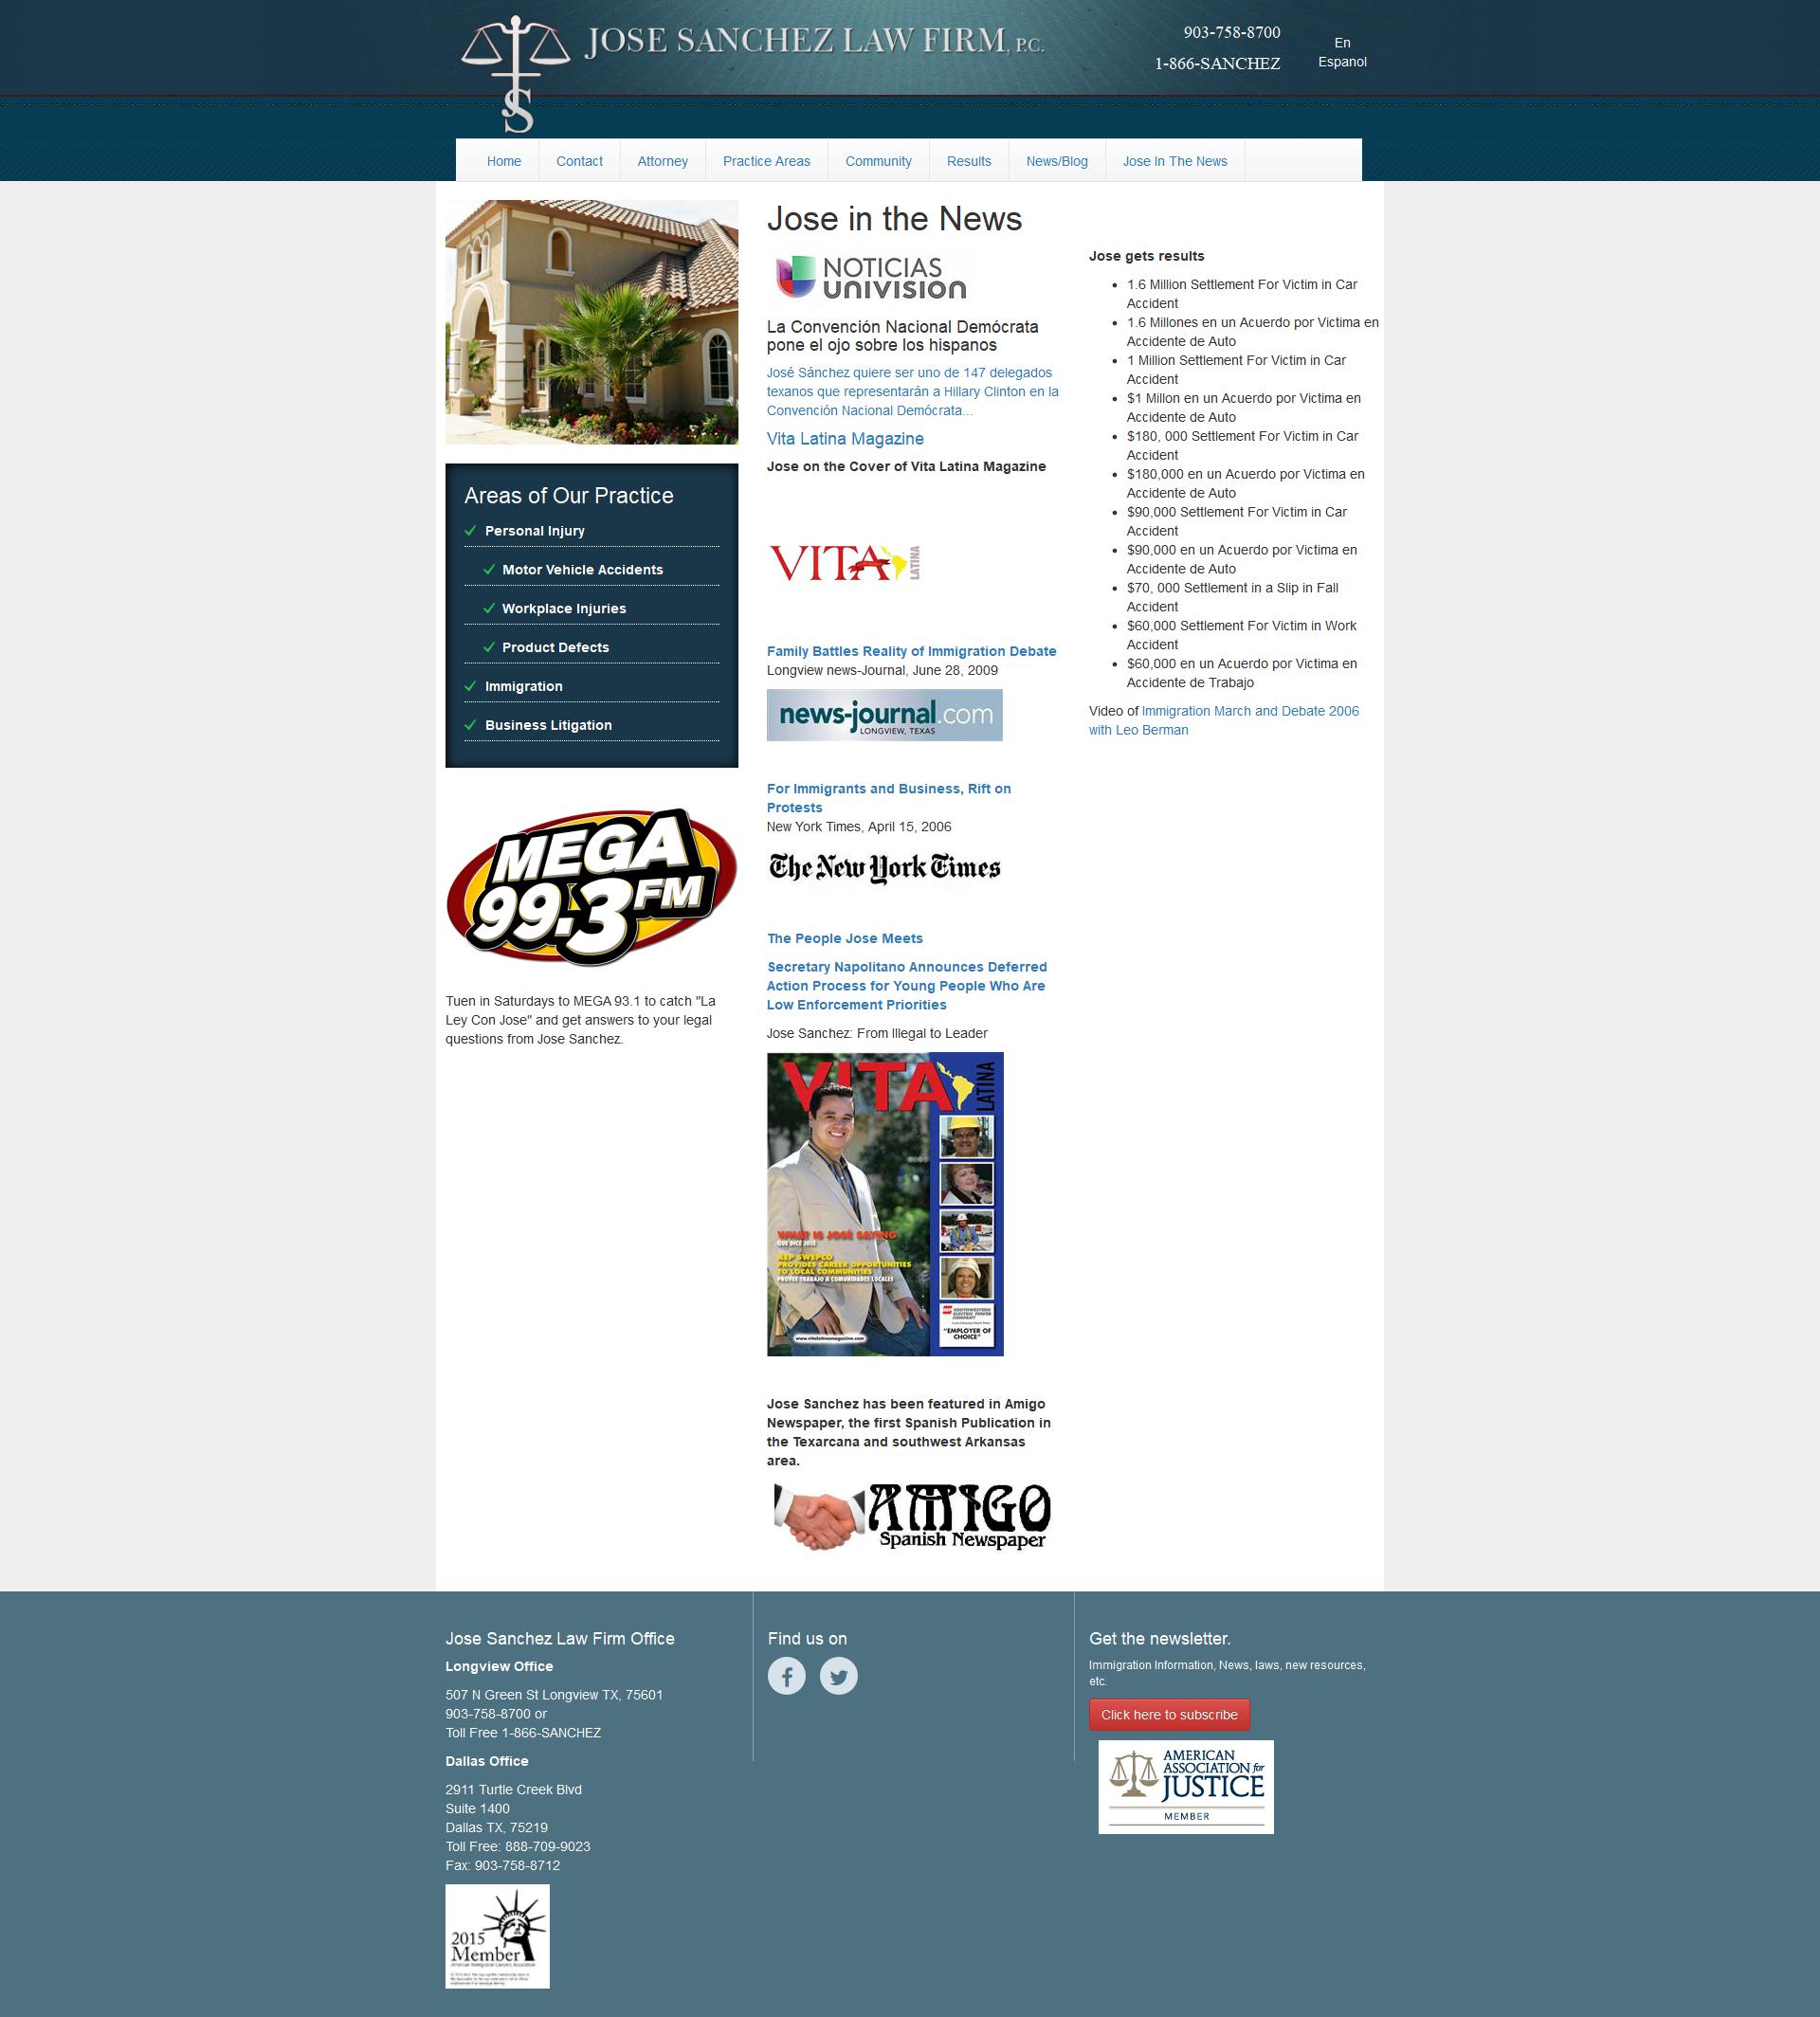 JOSE SANCHEZ LAW FIRM, P.C.
903-758-8700
1-866-SANCHEZ
En
Espanol
JS
Home
Contact
Attorney
Practice Areas
Community
Results
News/Blog
Jose In The News
Areas of Our Practice
Personal Injury
Motor Vehicle Accidents
Workplace Injuries
Product Defects
Immigration
Business Litigation
MEGA
99.3 FM
Tuen in Saturdays to MEGA 93.1 to catch "La
Ley Con Jose" and get answers to your legal
questions from Jose Sanchez.
Jose in the News
NOTICIAS
UNIVISION
La Convención Nacional Demócrata
pone el ojo sobre los hispanos
José Sánchez quiere ser uno de 147 delegados
texanos que representarán a Hillary Clinton en la
Convención Nacional Demócrata...
Vita Latina Magazine
Jose on the Cover of Vita Latina Magazine
VITA LATINA
Family Battles Reality of Immigration Debate
Longview news-Journal, June 28, 2009
news-journal.com
LONGVIEW, TEXAS
For Immigrants and Business, Rift on
Protests
New York Times, April 15, 2006
The New York Times
The People Jose Meets
Secretary Napolitano Announces Deferred
Action Process for Young People Who Are
Low Enforcement Priorities
Jose Sanchez: From Illegal to Leader
VITA LATINA
WHAT IS JOSÉ SAYING
QUE DICE JOSE
AEP SWEPCO
PROVIDES CAREER OPPORTUNITIES
TO LOCAL COMMUNITIES
PROVEE TRABAJO A COMUNIDADES LOCALES
www.vitalatinamagazine.com
SOUTHWESTERN
ELECTRIC POWER
COMPANY
"EMPLOYER OF
CHOICE"
Jose Sanchez has been featured in Amigo
Newspaper, the first Spanish Publication in
the Texarcana and southwest Arkansas
area.
AMIGO
Spanish Newspaper
Jose gets results
1.6 Million Settlement For Victim in Car
Accident
1.6 Millones en un Acuerdo por Victima en
Accidente de Auto
1 Million Settlement For Victim in Car
Accident
$1 Millon en un Acuerdo por Victima en
Accidente de Auto
$180, 000 Settlement For Victim in Car
Accident
$180,000 en un Acuerdo por Victima en
Accidente de Auto
$90,000 Settlement For Victim in Car
Accident
$90,000 en un Acuerdo por Victima en
Accidente de Auto
$70, 000 Settlement in a Slip in Fall
Accident
$60,000 Settlement For Victim in Work
Accident
$60,000 en un Acuerdo por Victima en
Accidente de Trabajo
Video of Immigration March and Debate 2006
with Leo Berman
Jose Sanchez Law Firm Office
Longview Office
507 N Green St Longview TX, 75601
903-758-8700 or
Toll Free 1-866-SANCHEZ
Dallas Office
2911 Turtle Creek Blvd
Suite 1400
Dallas TX, 75219
Toll Free: 888-709-9023
Fax: 903-758-8712
2015
Member
American Immigration Lawyers Association
Find us on
Get the newsletter.
Immigration Information, News, laws, new resources,
etc.
Click here to subscribe
AMERICAN
ASSOCIATION for
JUSTICE
MEMBER